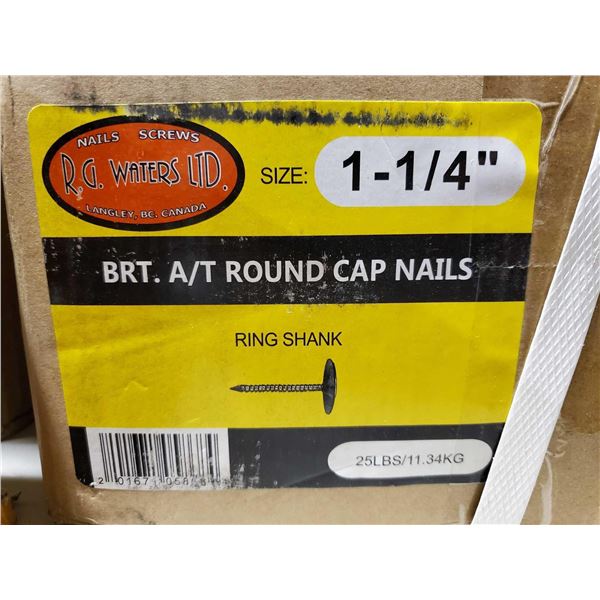 NAILS SCREWS
R.G. WATERS LTD.
LANGLEY, BC. CANADA
SIZE: 1-1/4"
BRT. A/T ROUND CAP NAILS
RING SHANK
25LBS/11.34KG